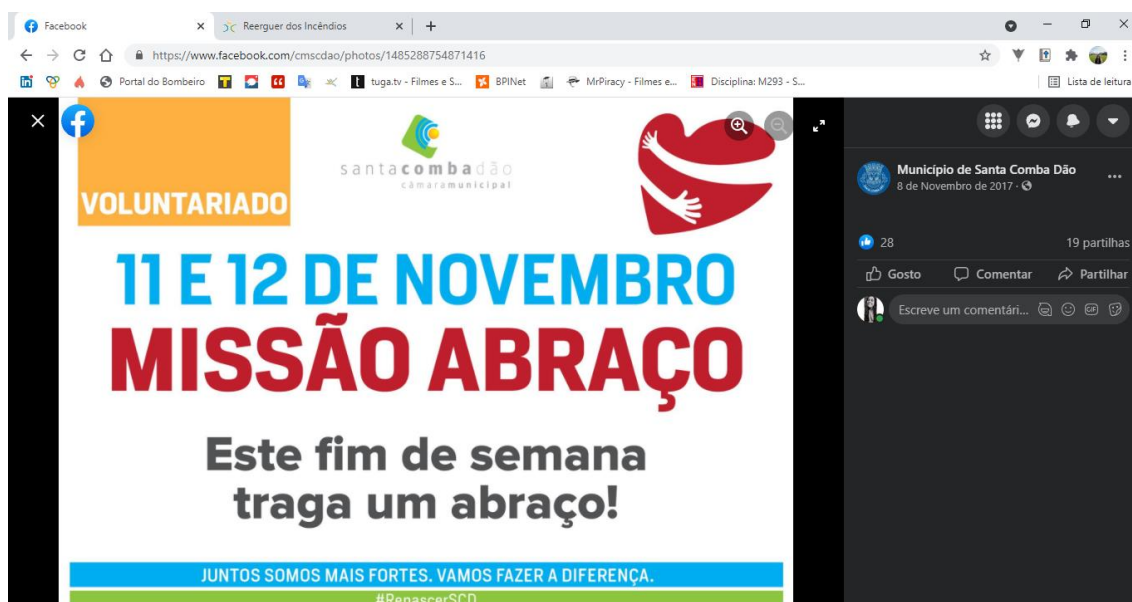 Facebook
Reerguer dos Incêndios
https://www.facebook.com/cmscdao/photos/1485288754871416
Portal do Bombeiro
tuga.tv - Filmes e S...
BPINet
MrPiracy - Filmes e...
Disciplina: M293 - S...
Lista de leitura
VOLUNTARIADO
santacombadão
câmaramunicipal
11 E 12 DE NOVEMBRO
MISSÃO ABRAÇO
Este fim de semana
traga um abraço!
JUNTOS SOMOS MAIS FORTES. VAMOS FAZER A DIFERENÇA.
#RenascerSCD
Município de Santa Comba Dão
8 de Novembro de 2017
28
19 partilhas
Gosto
Comentar
Partilhar
Escreve um comentári...
GIF